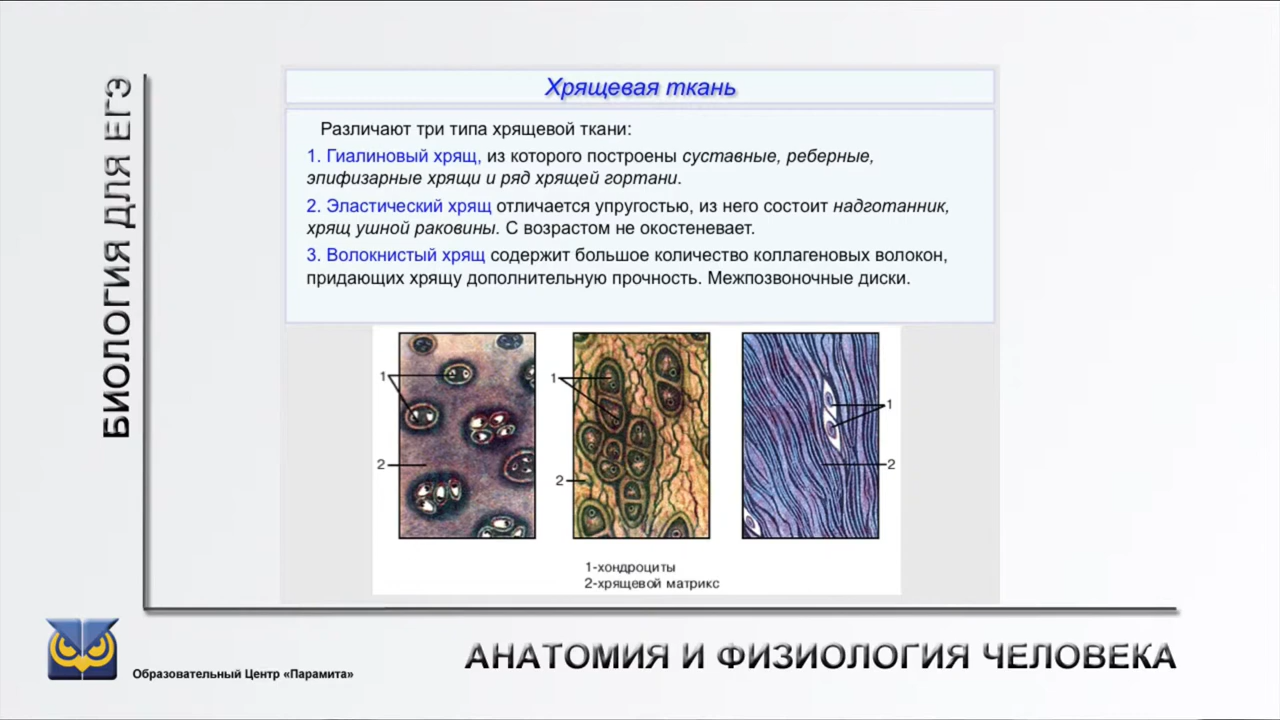 БИОЛОГИЯ ДЛЯ ЕГЭ
Хрящевая ткань
Различают три типа хрящевой ткани:
1. Гиалиновый хрящ, из которого построены суставные, реберные,
эпифизарные хрящи и ряд хрящей гортани.
2. Эластический хрящ отличается упругостью, из него состоит надготанник,
хрящ ушной раковины. С возрастом не окостеневает.
3. Волокнистый хрящ содержит большое количество коллагеновых волокон,
придающих хрящу дополнительную прочность. Межпозвоночные диски.
1
2
1
2
1
2
1-хондроциты
2-хрящевой матрикс
Образовательный Центр «Парамита»
АНАТОМИЯ И ФИЗИОЛОГИЯ ЧЕЛОВЕКА